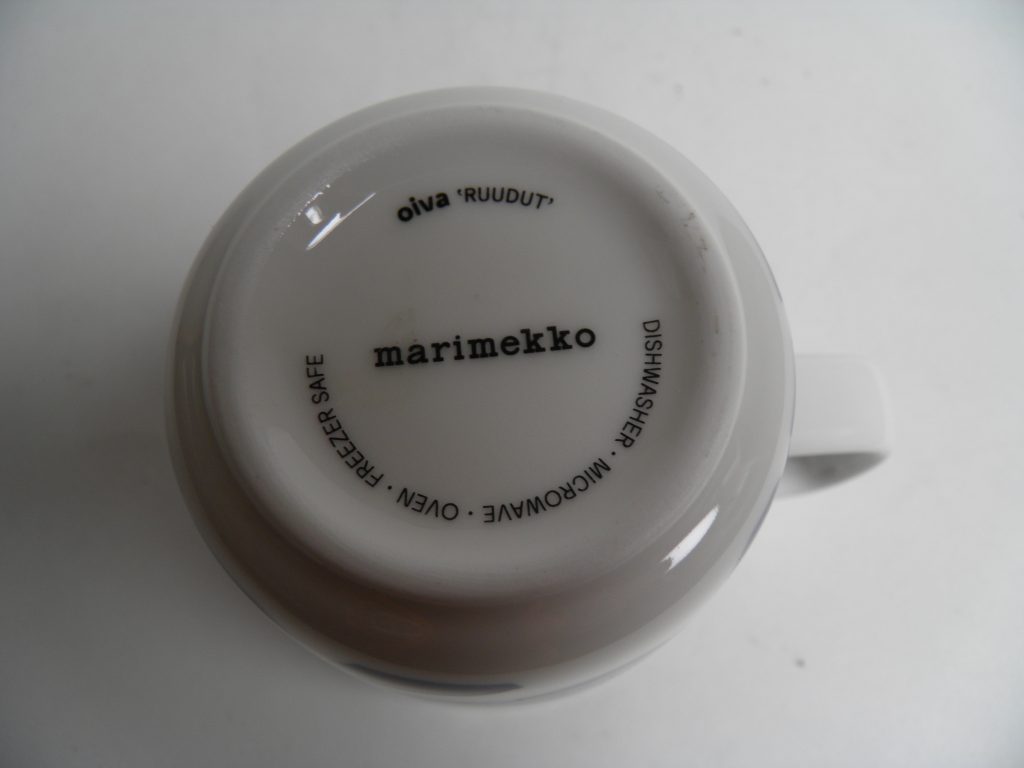 oiva 'RUUDUT'
marimekko
DISHWASHER · MICROWAVE · OVEN · FREEZER SAFE